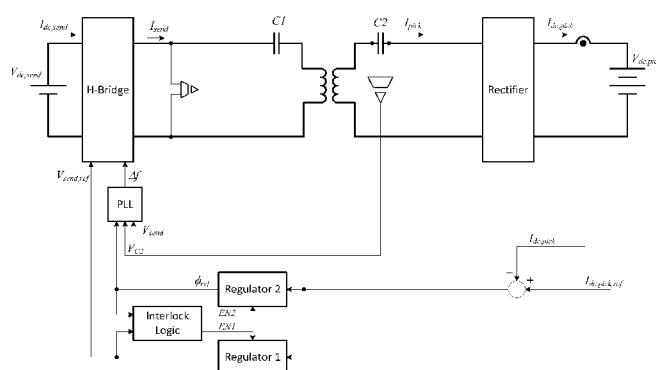 I_dc,send
I_send
C1
C2
I_pick
I_dc,pick
V_dc,send
H-Bridge
Rectifier
V_dc,pic
V_send,ref
Δf
PLL
V_send
V_C2
I_dc,pick
−
+
ϕ_ref
Regulator 2
I_dc,pick,ref
EN2
Interlock
Logic
EN1
Regulator 1